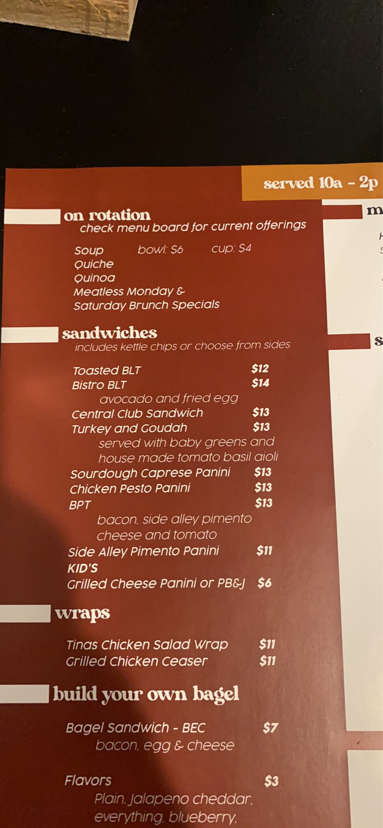 served 10a - 2p
on rotation
check menu board for current offerings
Soup bowl: $6 cup: $4
Quiche
Quinoa
Meatless Monday &
Saturday Brunch Specials
sandwiches
includes kettle chips or choose from sides
Toasted BLT $12
Bistro BLT $14
avocado and fried egg
Central Club Sandwich $13
Turkey and Goudah $13
served with baby greens and
house made tomato basil aioli
Sourdough Caprese Panini $13
Chicken Pesto Panini $13
BPT $13
bacon, side alley pimento
cheese and tomato
Side Alley Pimento Panini $11
KID'S
Grilled Cheese Panini or PB&J $6
wraps
Tinas Chicken Salad Wrap $11
Grilled Chicken Ceaser $11
build your own bagel
Bagel Sandwich - BEC $7
bacon, egg & cheese
Flavors $3
Plain, Jalapeno cheddar,
everything, blueberry,